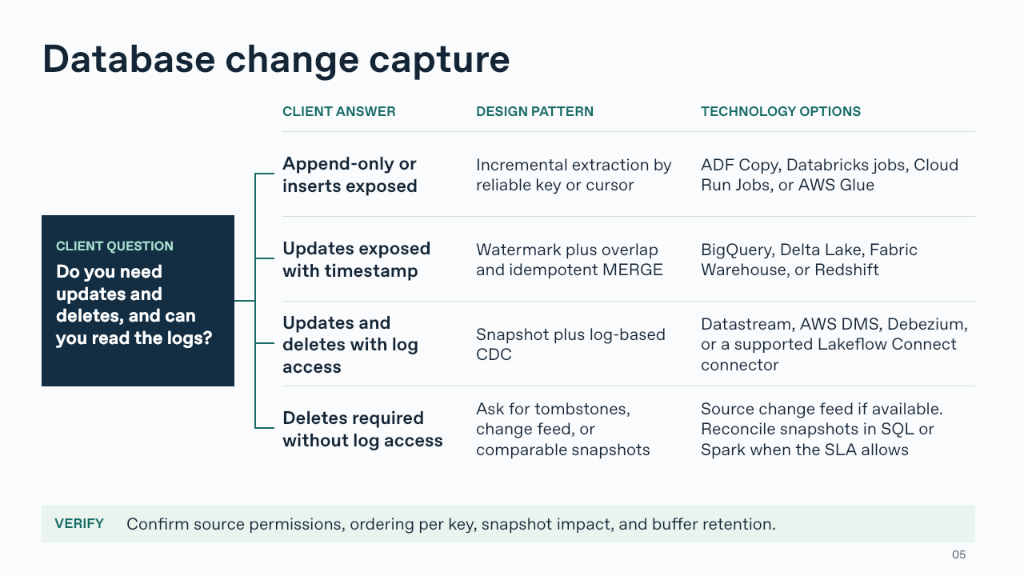 Database change capture
CLIENT ANSWER
DESIGN PATTERN
TECHNOLOGY OPTIONS
CLIENT QUESTION
Do you need
updates and
deletes, and can
you read the logs?
Append-only or
inserts exposed
Incremental extraction by
reliable key or cursor
ADF Copy, Databricks jobs, Cloud
Run Jobs, or AWS Glue
Updates exposed
with timestamp
Watermark plus overlap
and idempotent MERGE
BigQuery, Delta Lake, Fabric
Warehouse, or Redshift
Updates and
deletes with log
access
Snapshot plus log-based
CDC
Datastream, AWS DMS, Debezium,
or a supported Lakeflow Connect
connector
Deletes required
without log access
Ask for tombstones,
change feed, or
comparable snapshots
Source change feed if available.
Reconcile snapshots in SQL or
Spark when the SLA allows
VERIFY
Confirm source permissions, ordering per key, snapshot impact, and buffer retention.
05